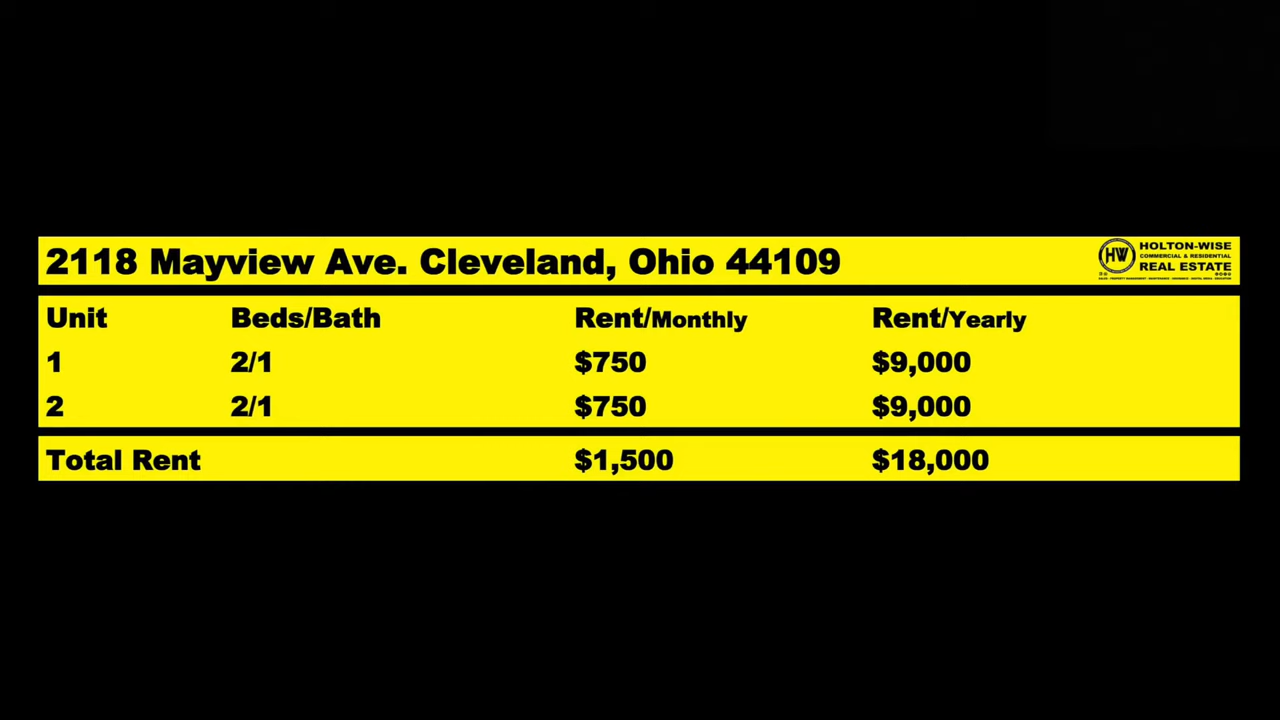 2118 Mayview Ave. Cleveland, Ohio 44109
HW
HOLTON-WISE
COMMERCIAL & RESIDENTIAL
REAL ESTATE
Unit Beds/Bath Rent/Monthly Rent/Yearly
1 2/1 $750 $9,000
2 2/1 $750 $9,000
Total Rent $1,500 $18,000